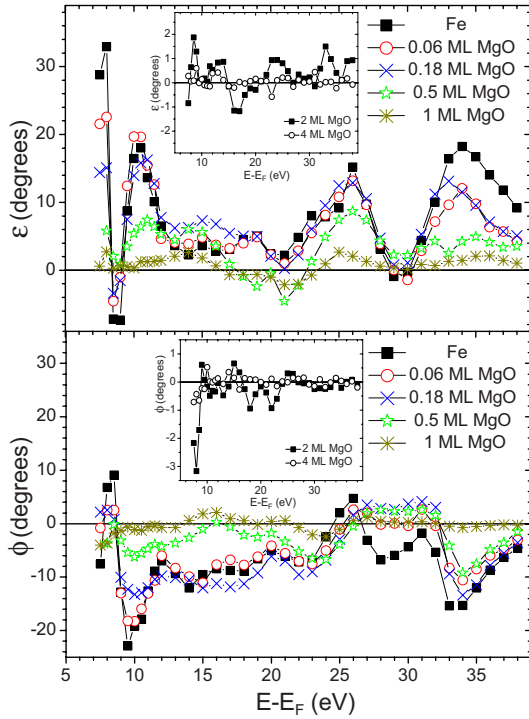 Fe
0.06 ML MgO
0.18 ML MgO
0.5 ML MgO
1 ML MgO
ε (degrees)
30
20
10
0
ε (degrees)
2
1
0
-1
2 ML MgO
4 ML MgO
10 20 30
E-E_F (eV)
Fe
0.06 ML MgO
0.18 ML MgO
0.5 ML MgO
1 ML MgO
ϕ (degrees)
30
20
10
0
-10
-20
ϕ (degrees)
1
0
-1
-2
-3
2 ML MgO
4 ML MgO
10 20 30
E-E_F (eV)
5 10 15 20 25 30 35
E-E_F (eV)